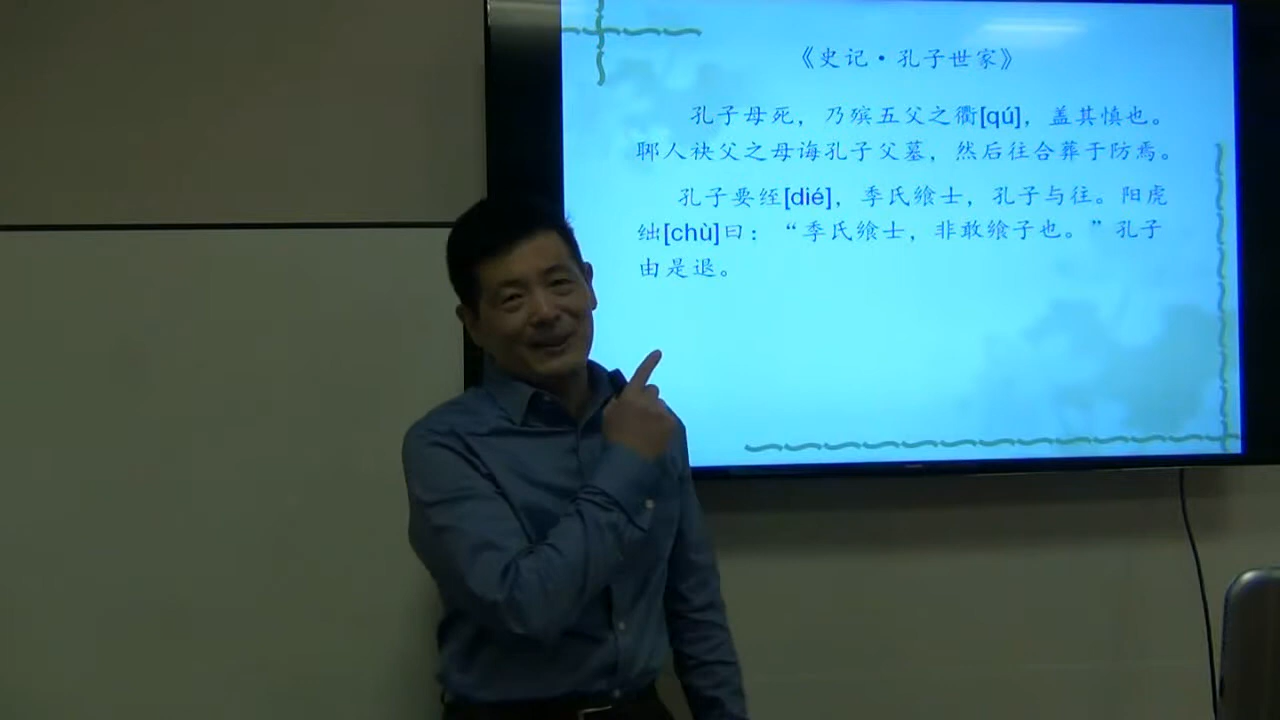 《史记·孔子世家》
孔子母死，乃殡五父之衢[qú]，盖其慎也。
郰人袂父之母诲孔子父墓，然后往合葬于防焉。
孔子要绖[dié]，季氏飨士，孔子与往。阳虎
绌[chù]曰：“季氏飨士，非敢飨子也。”孔子
由是退。